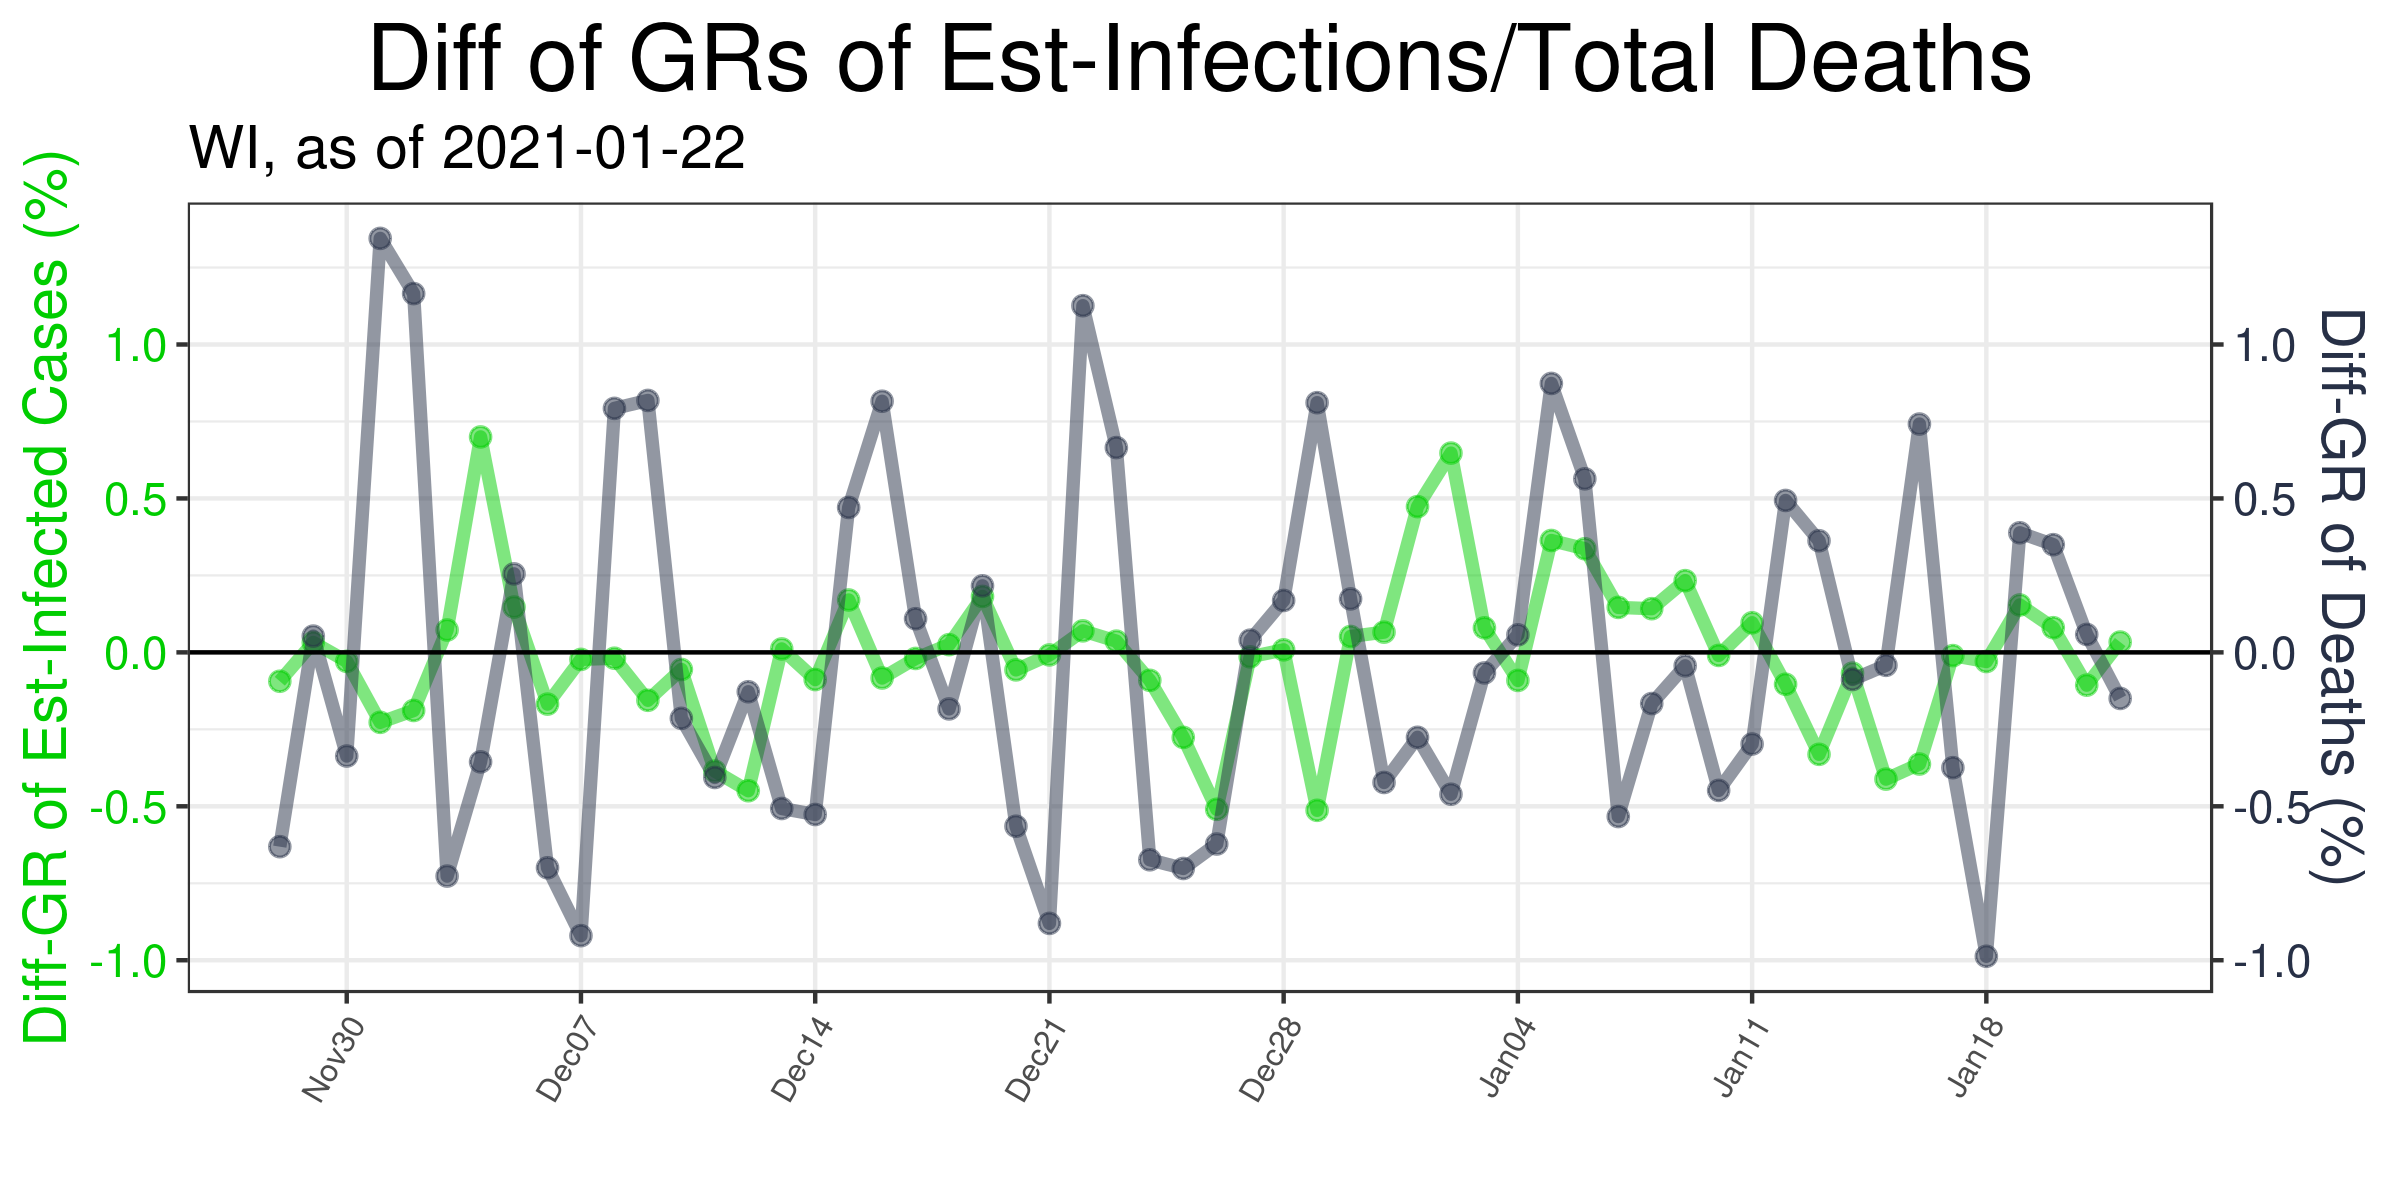 Diff of GRs of Est-Infections/Total Deaths
WI, as of 2021-01-22
Diff-GR of Est-Infected Cases (%)
1.0
0.5
0.0
-0.5
-1.0
1.0
0.5
0.0
-0.5
-1.0
Diff-GR of Deaths (%)
Nov30
Dec07
Dec14
Dec21
Dec28
Jan04
Jan11
Jan18